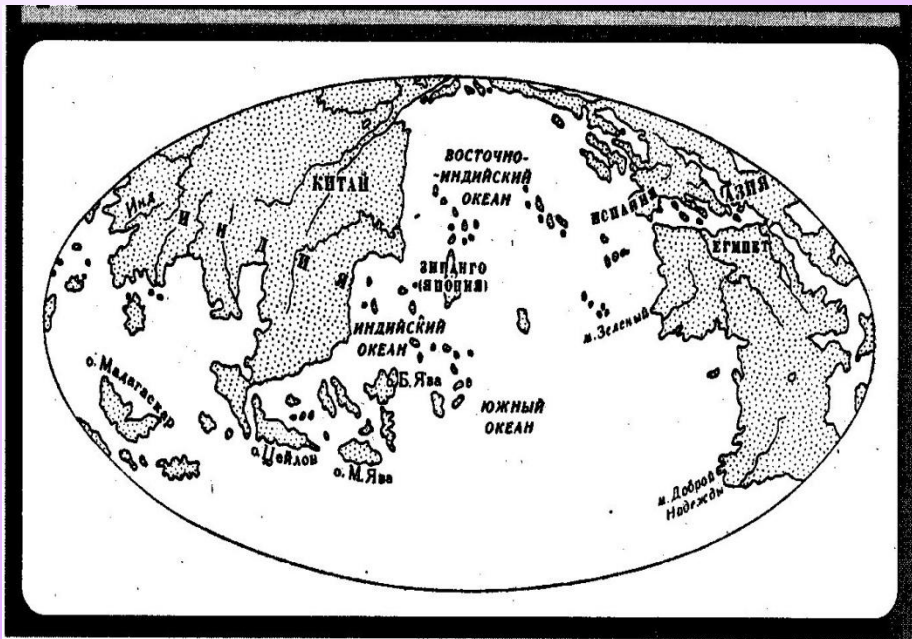 ВОСТОЧНО-
-ИНДИЙСКИЙ
ОКЕАН
КИТАЙ
Инд
ИНДИЯ
ИСПАНИЯ
АЗИЯ
ЕГИПЕТ
ЗИПАНГО
(ЯПОНИЯ)
м. Зеленый
ИНДИЙСКИЙ
ОКЕАН
о. Мадагаскар
Б. Ява
ЮЖНЫЙ
ОКЕАН
о. Цейлон
о. М. Ява
м. Доброй
Надежды